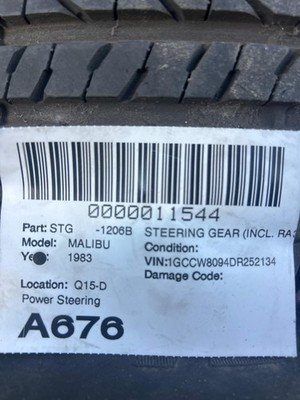 0000011544
Part: STG -1206B STEERING GEAR (INCL. RA
Model: MALIBU Condition:
1983 VIN:1GCCW8094DR252134
Damage Code:
Location: Q15-D
Power Steering
A676